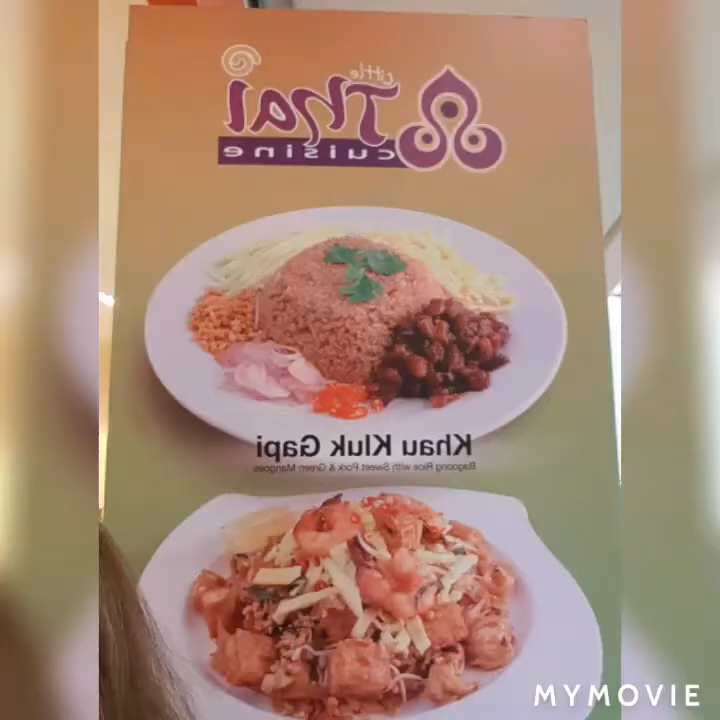 Little
Thai
cuisine
Khau Kluk Gapi
Bagoong Rice with Sweet Pork & Green Mangoes
MYMOVIE